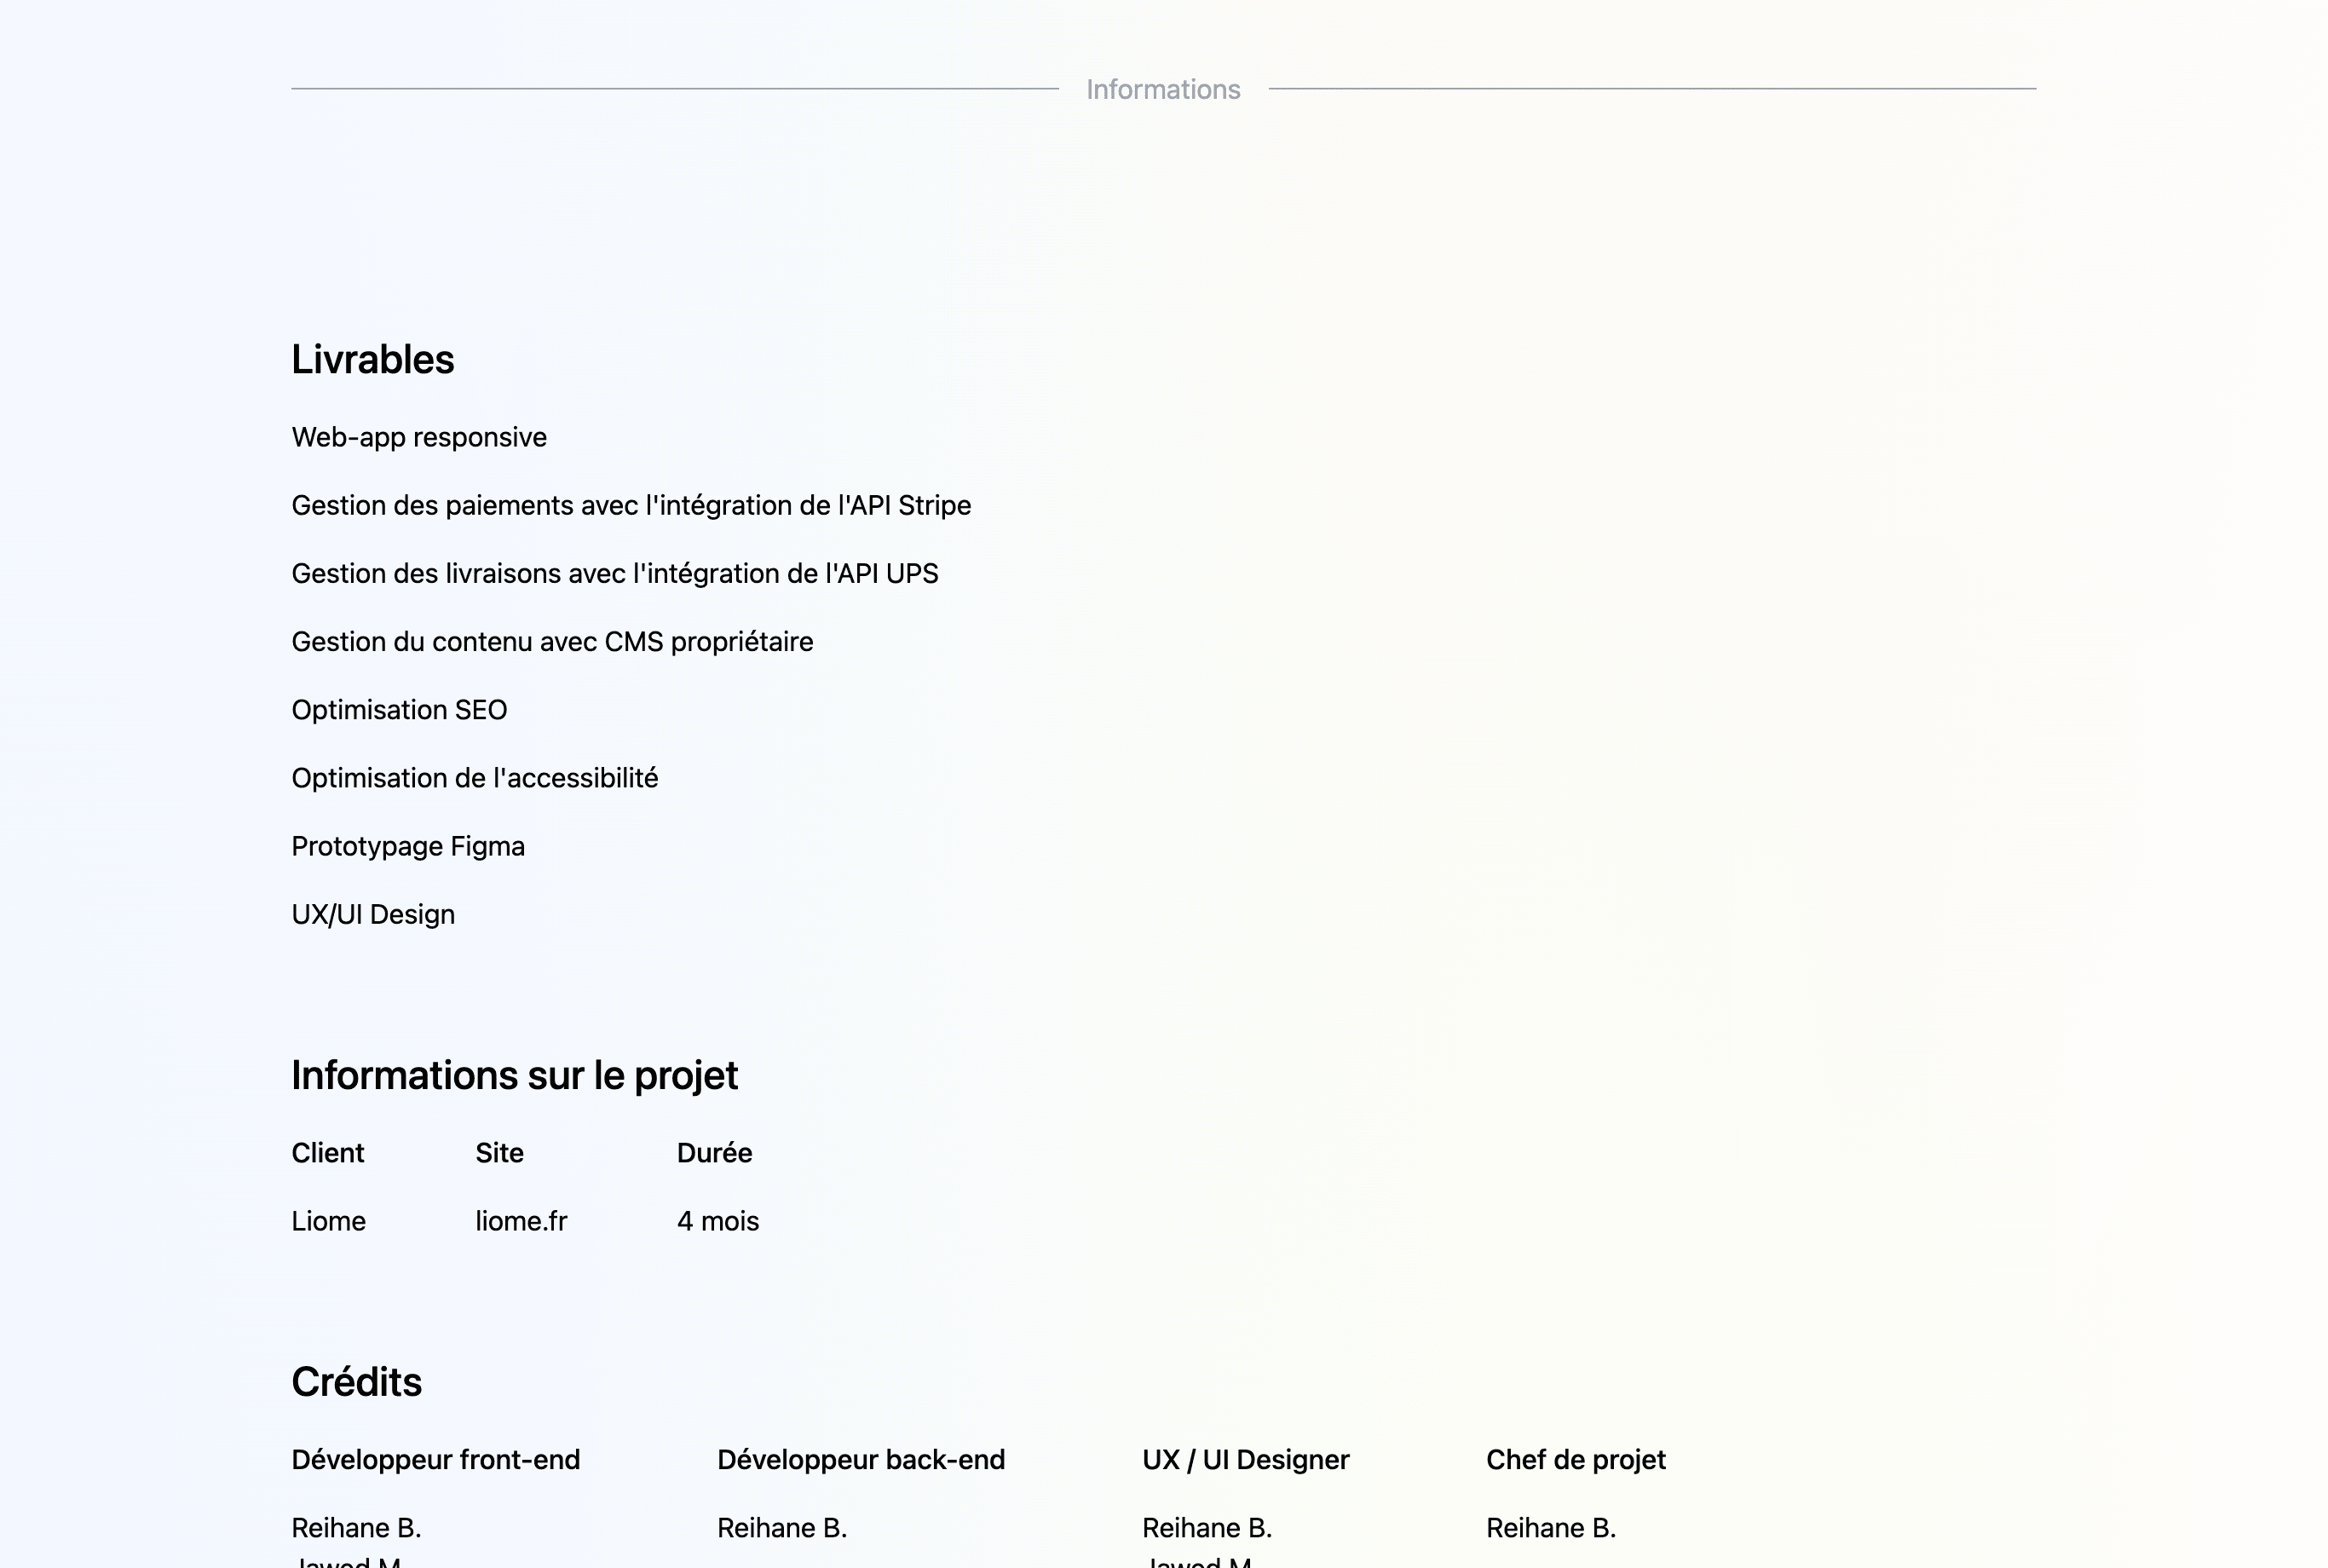 Informations
Livrables
Web-app responsive
Gestion des paiements avec l'intégration de l'API Stripe
Gestion des livraisons avec l'intégration de l'API UPS
Gestion du contenu avec CMS propriétaire
Optimisation SEO
Optimisation de l'accessibilité
Prototypage Figma
UX/UI Design
Informations sur le projet
Client Site Durée
Liome liome.fr 4 mois
Crédits
Développeur front-end Développeur back-end UX / UI Designer Chef de projet
Reihane B. Reihane B. Reihane B. Reihane B.
Jawed M. Jawed M.